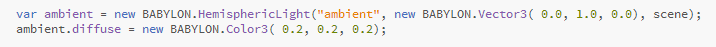 var ambient = new BABYLON.HemisphericLight("ambient", new BABYLON.Vector3( 0.0, 1.0, 0.0), scene);
ambient.diffuse = new BABYLON.Color3( 0.2, 0.2, 0.2);